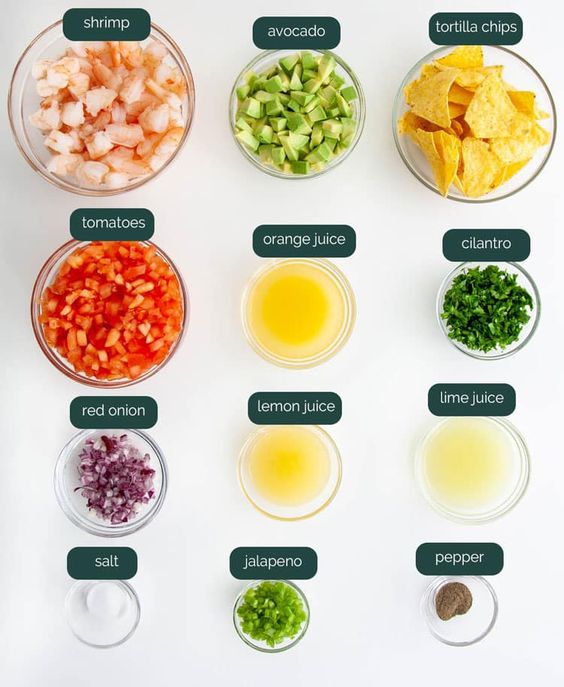 shrimp
avocado
tortilla chips
tomatoes
orange juice
cilantro
red onion
lemon juice
lime juice
salt
jalapeno
pepper